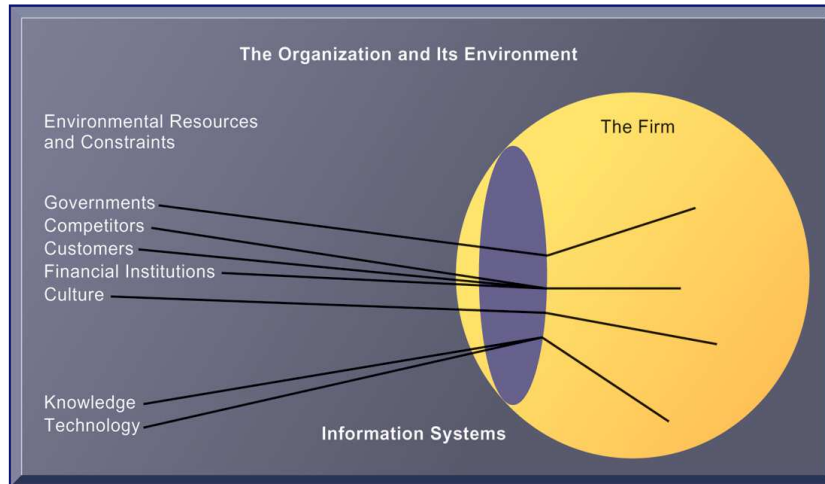 The Organization and Its Environment
Environmental Resources
and Constraints
The Firm
Governments
Competitors
Customers
Financial Institutions
Culture
Knowledge
Technology
Information Systems